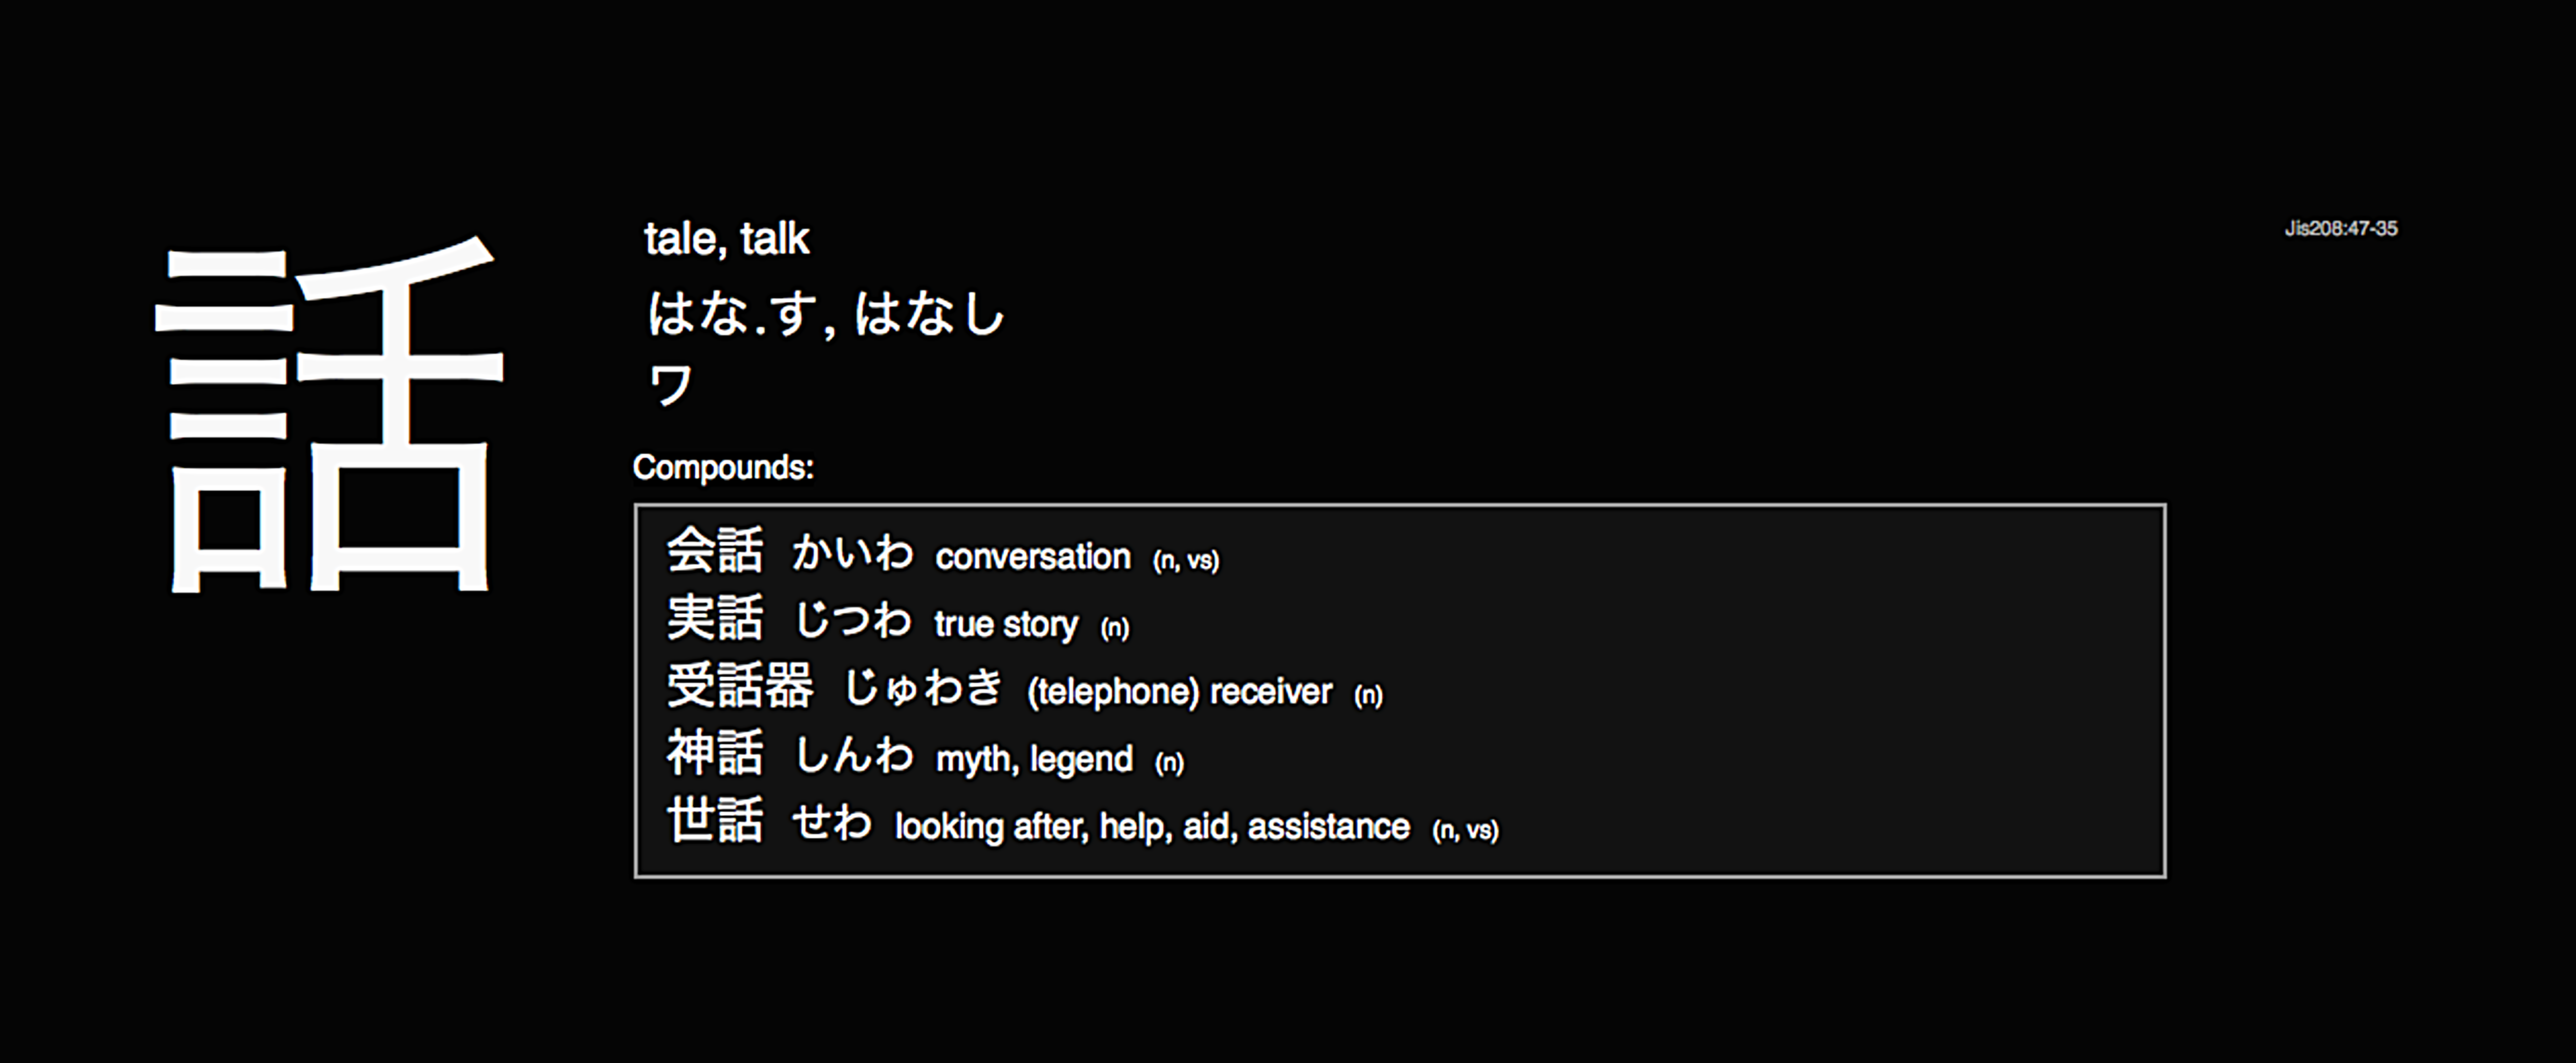 話
tale, talk
Jis208:47-35
はな.す, はなし
ワ
Compounds:
会話 かいわ conversation (n, vs)
実話 じつわ true story (n)
受話器 じゅわき (telephone) receiver (n)
神話 しんわ myth, legend (n)
世話 せわ looking after, help, aid, assistance (n, vs)